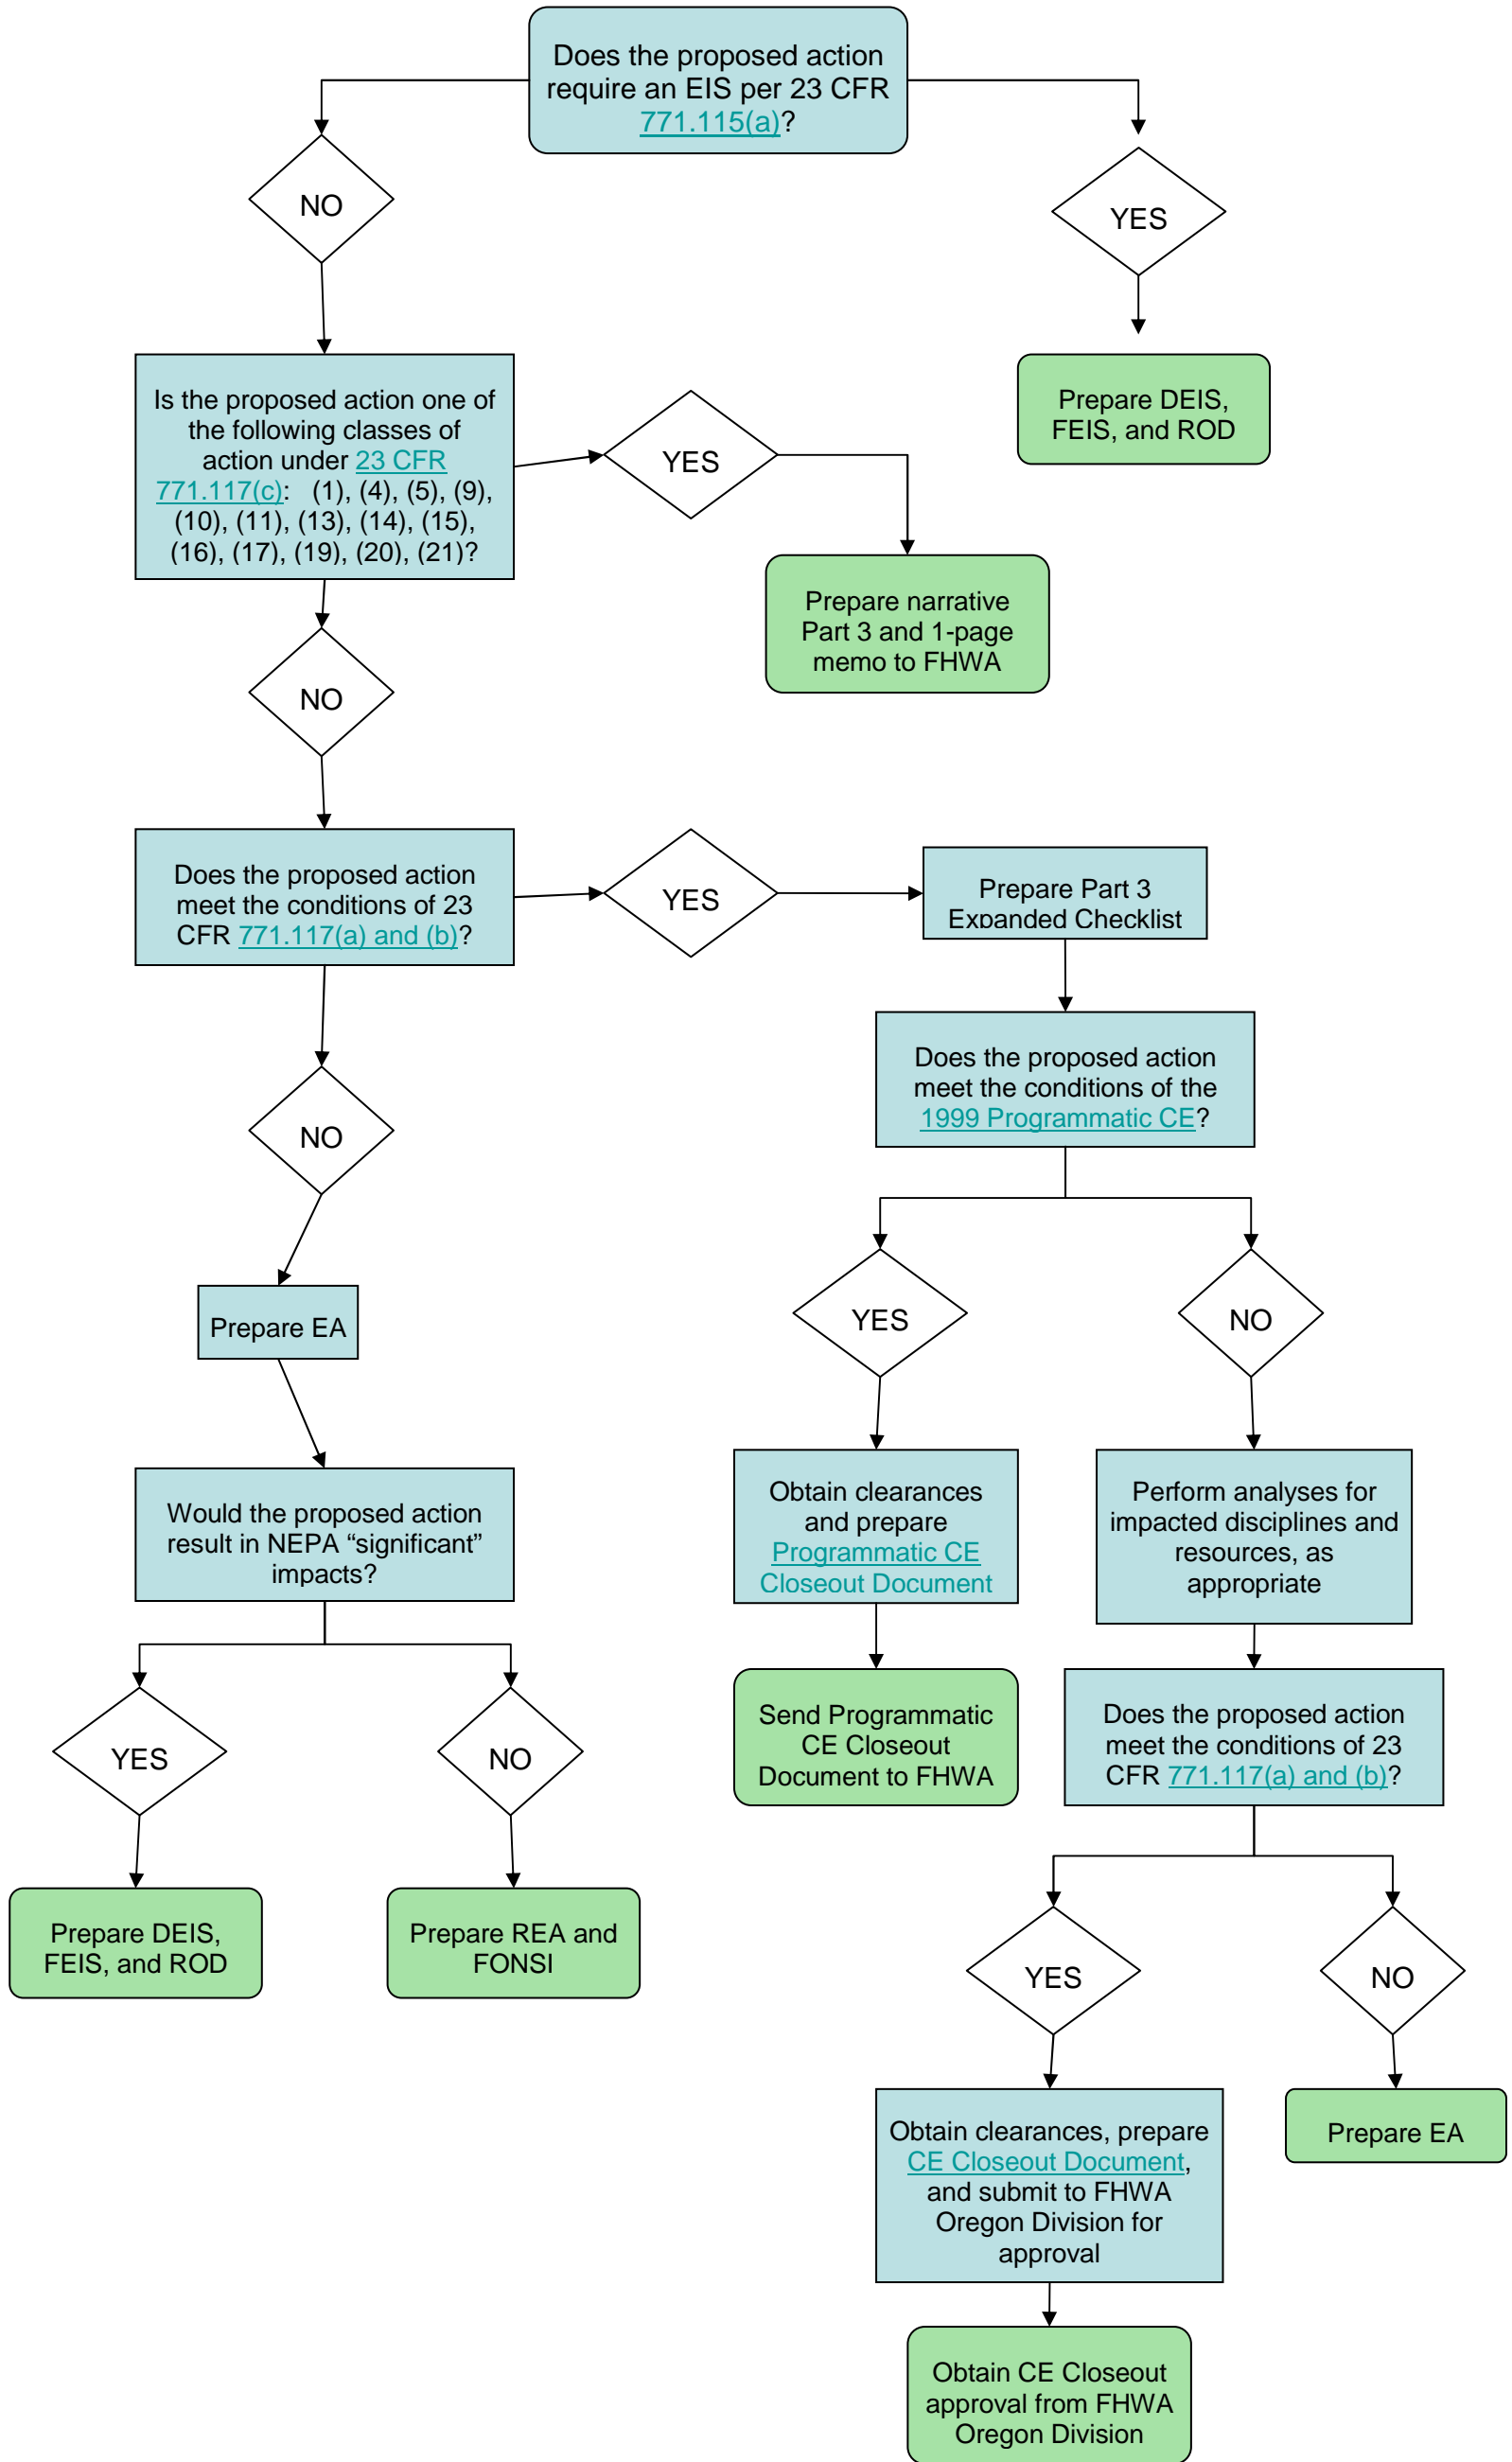 Does the proposed action
require an EIS per 23 CFR
771.115(a)?
NO
YES
Is the proposed action one of
the following classes of
action under 23 CFR
771.117(c): (1), (4), (5), (9),
(10), (11), (13), (14), (15),
(16), (17), (19), (20), (21)?
YES
Prepare DEIS,
FEIS, and ROD
Prepare narrative
Part 3 and 1-page
memo to FHWA
NO
Does the proposed action
meet the conditions of 23
CFR 771.117(a) and (b)?
YES
Prepare Part 3
Expanded Checklist
Does the proposed action
meet the conditions of the
1999 Programmatic CE?
NO
Prepare EA
YES
NO
Would the proposed action
result in NEPA “significant”
impacts?
Obtain clearances
and prepare
Programmatic CE
Closeout Document
Perform analyses for
impacted disciplines and
resources, as
appropriate
YES
NO
Send Programmatic
CE Closeout
Document to FHWA
Does the proposed action
meet the conditions of 23
CFR 771.117(a) and (b)?
Prepare DEIS,
FEIS, and ROD
Prepare REA and
FONSI
YES
NO
Obtain clearances, prepare
CE Closeout Document,
and submit to FHWA
Oregon Division for
approval
Prepare EA
Obtain CE Closeout
approval from FHWA
Oregon Division